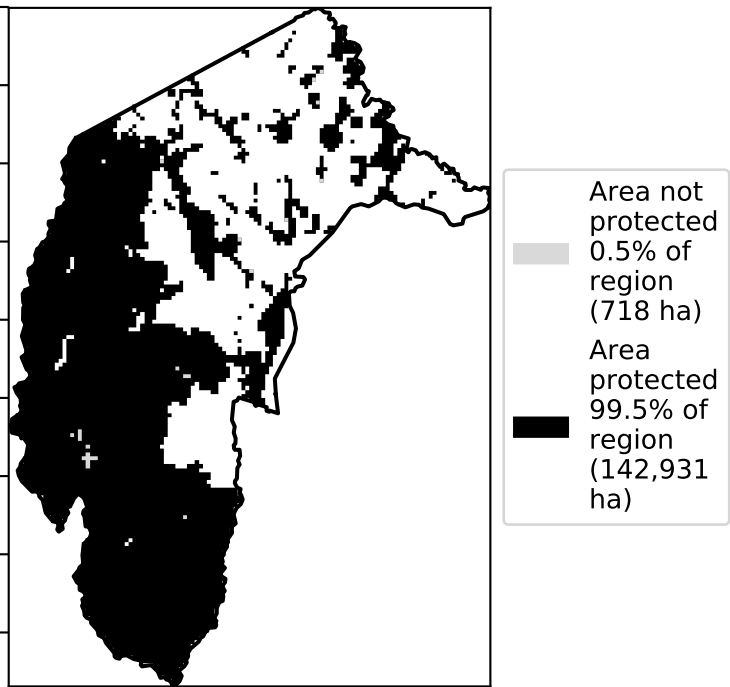 Area not
protected
0.5% of
region
(718 ha)
Area
protected
99.5% of
region
(142,931
ha)